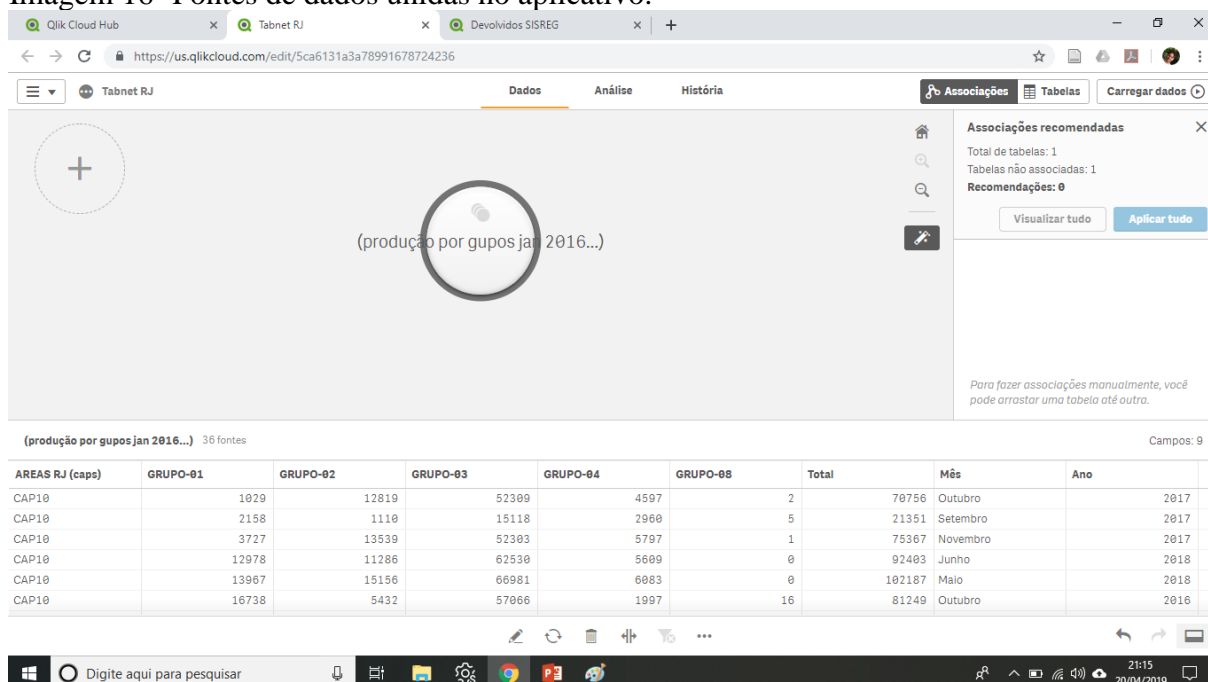 Imagem 16- Fontes de dados unidas no aplicativo.
Qlik Cloud Hub
Tabnet RJ
Devolvidos SISREG
https://us.qlikcloud.com/edit/5ca6131a3a78991678724236
Tabnet RJ
Dados
Análise
História
Associações
Tabelas
Carregar dados
Associações recomendadas
Total de tabelas: 1
Tabelas não associadas: 1
Recomendações: 0
Visualizar tudo
Aplicar tudo
(produção por gupos jan 2016...)
Para fazer associações manualmente, você
pode arrastar uma tabela até outra.
(produção por gupos jan 2016...) 36 fontes Campos: 9
AREAS RJ (caps) GRUPO-01 GRUPO-02 GRUPO-03 GRUPO-04 GRUPO-08 Total Mês Ano
CAP10 1029 12819 52309 4597 2 70756 Outubro 2017
CAP10 2158 1110 15118 2960 5 21351 Setembro 2017
CAP10 3727 13539 52303 5797 1 75367 Novembro 2017
CAP10 12978 11286 62530 5609 0 92403 Junho 2018
CAP10 13967 15156 66981 6083 0 102187 Maio 2018
CAP10 16738 5432 57066 1997 16 81249 Outubro 2016
Digite aqui para pesquisar
21:15
20/04/2019